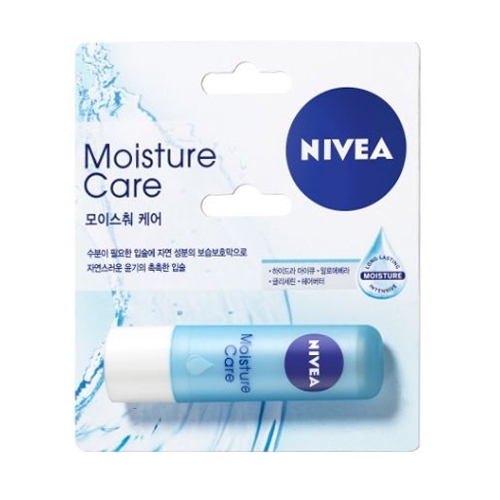 NIVEA
Moisture
Care
모이스춰 케어
수분이 필요한 입술에 자연 성분의 보습보호막으로
자연스러운 윤기의 촉촉한 입술
• 하이드라 아이큐 • 알로에베라
• 글리세린 • 쉐어버터
LONG LASTING
MOISTURE
INTENSIVE
Moisture
Care
NIVEA